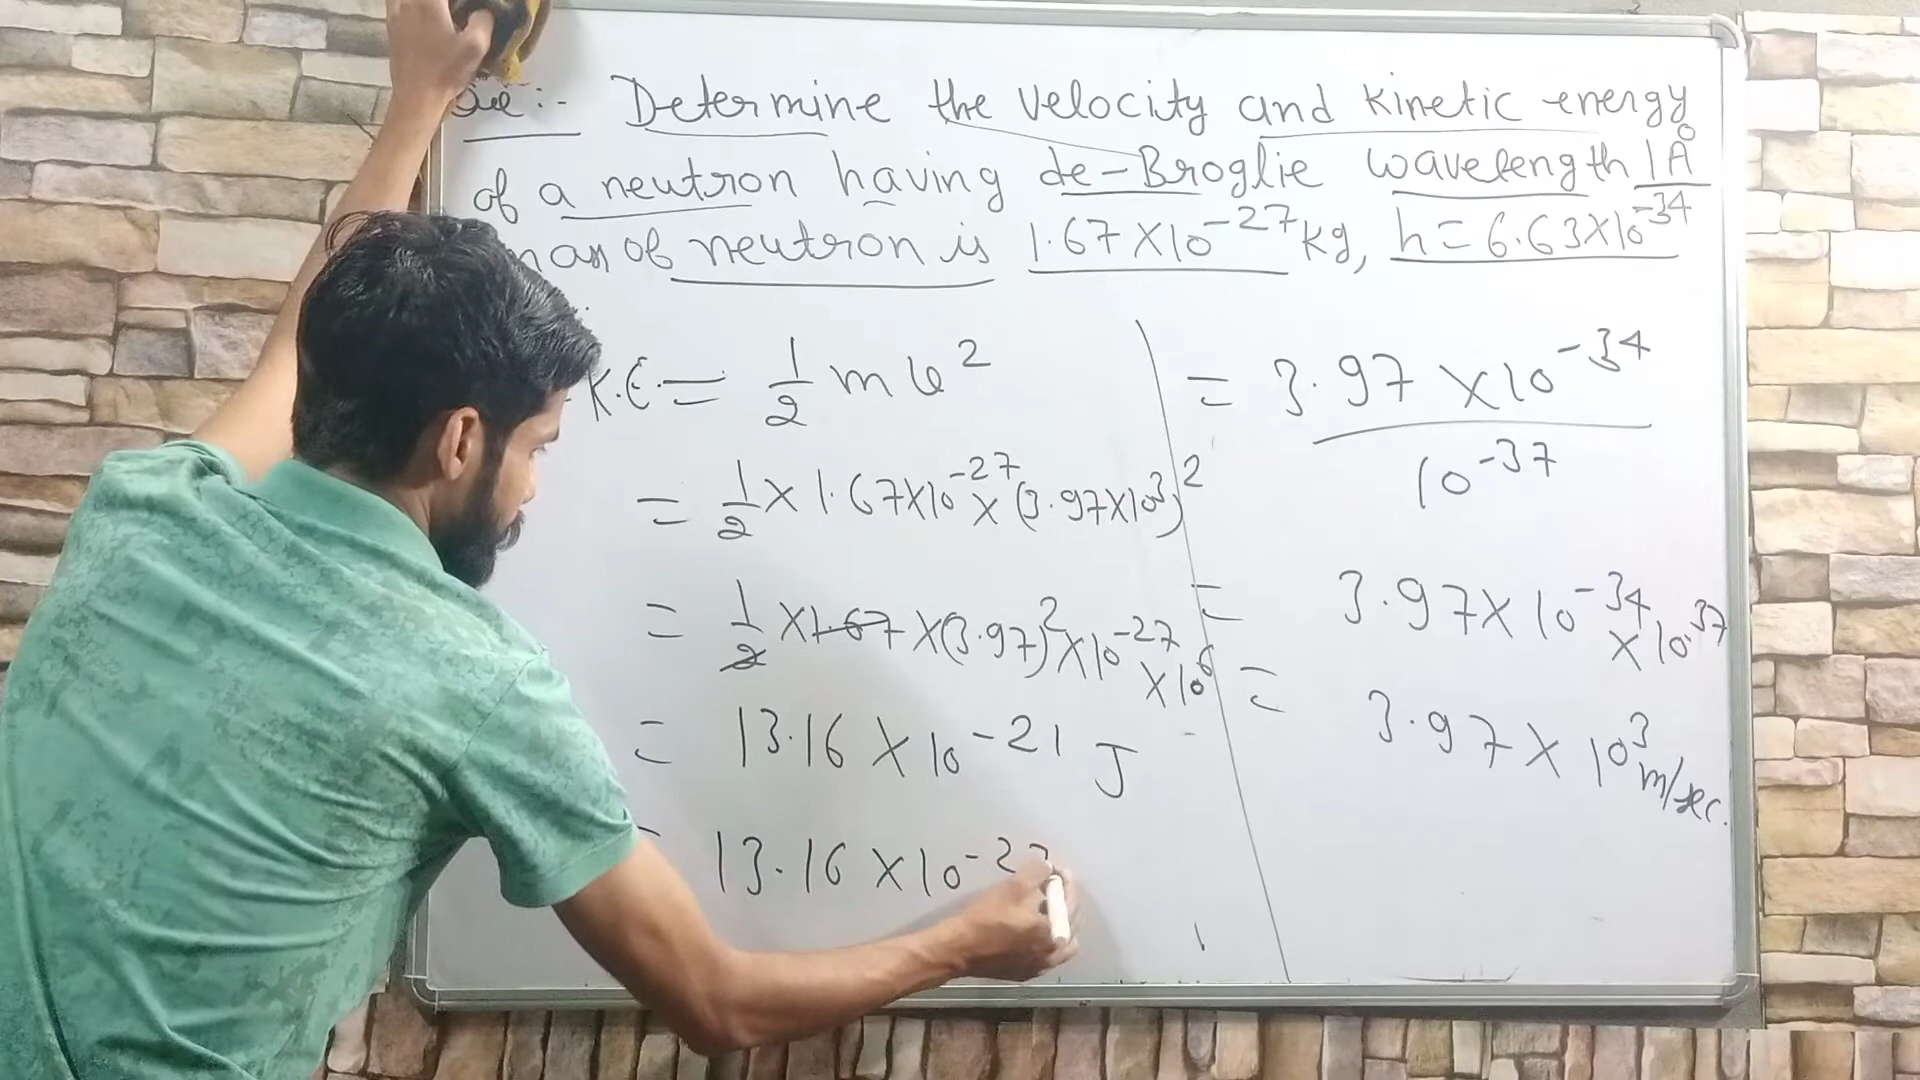 Que :- Determine the velocity and kinetic energy
of a neutron having de-Broglie wavelength 1Å
mass of neutron is 1.67×10⁻²⁷kg, h=6.63×10⁻³⁴
K.E. = 1/2 m v²
= 1/2 × 1.67×10⁻²⁷ × (3.97×10³)²
= 1/2 × 1.67 × (3.97)² × 10⁻²⁷ × 10⁶
= 13.16 × 10⁻²¹ J
= 13.16 × 10⁻²
= 3.97 × 10⁻³⁴ / 10⁻³⁷
= 3.97 × 10⁻³⁴ × 10³⁷
= 3.97 × 10³ m/sec.